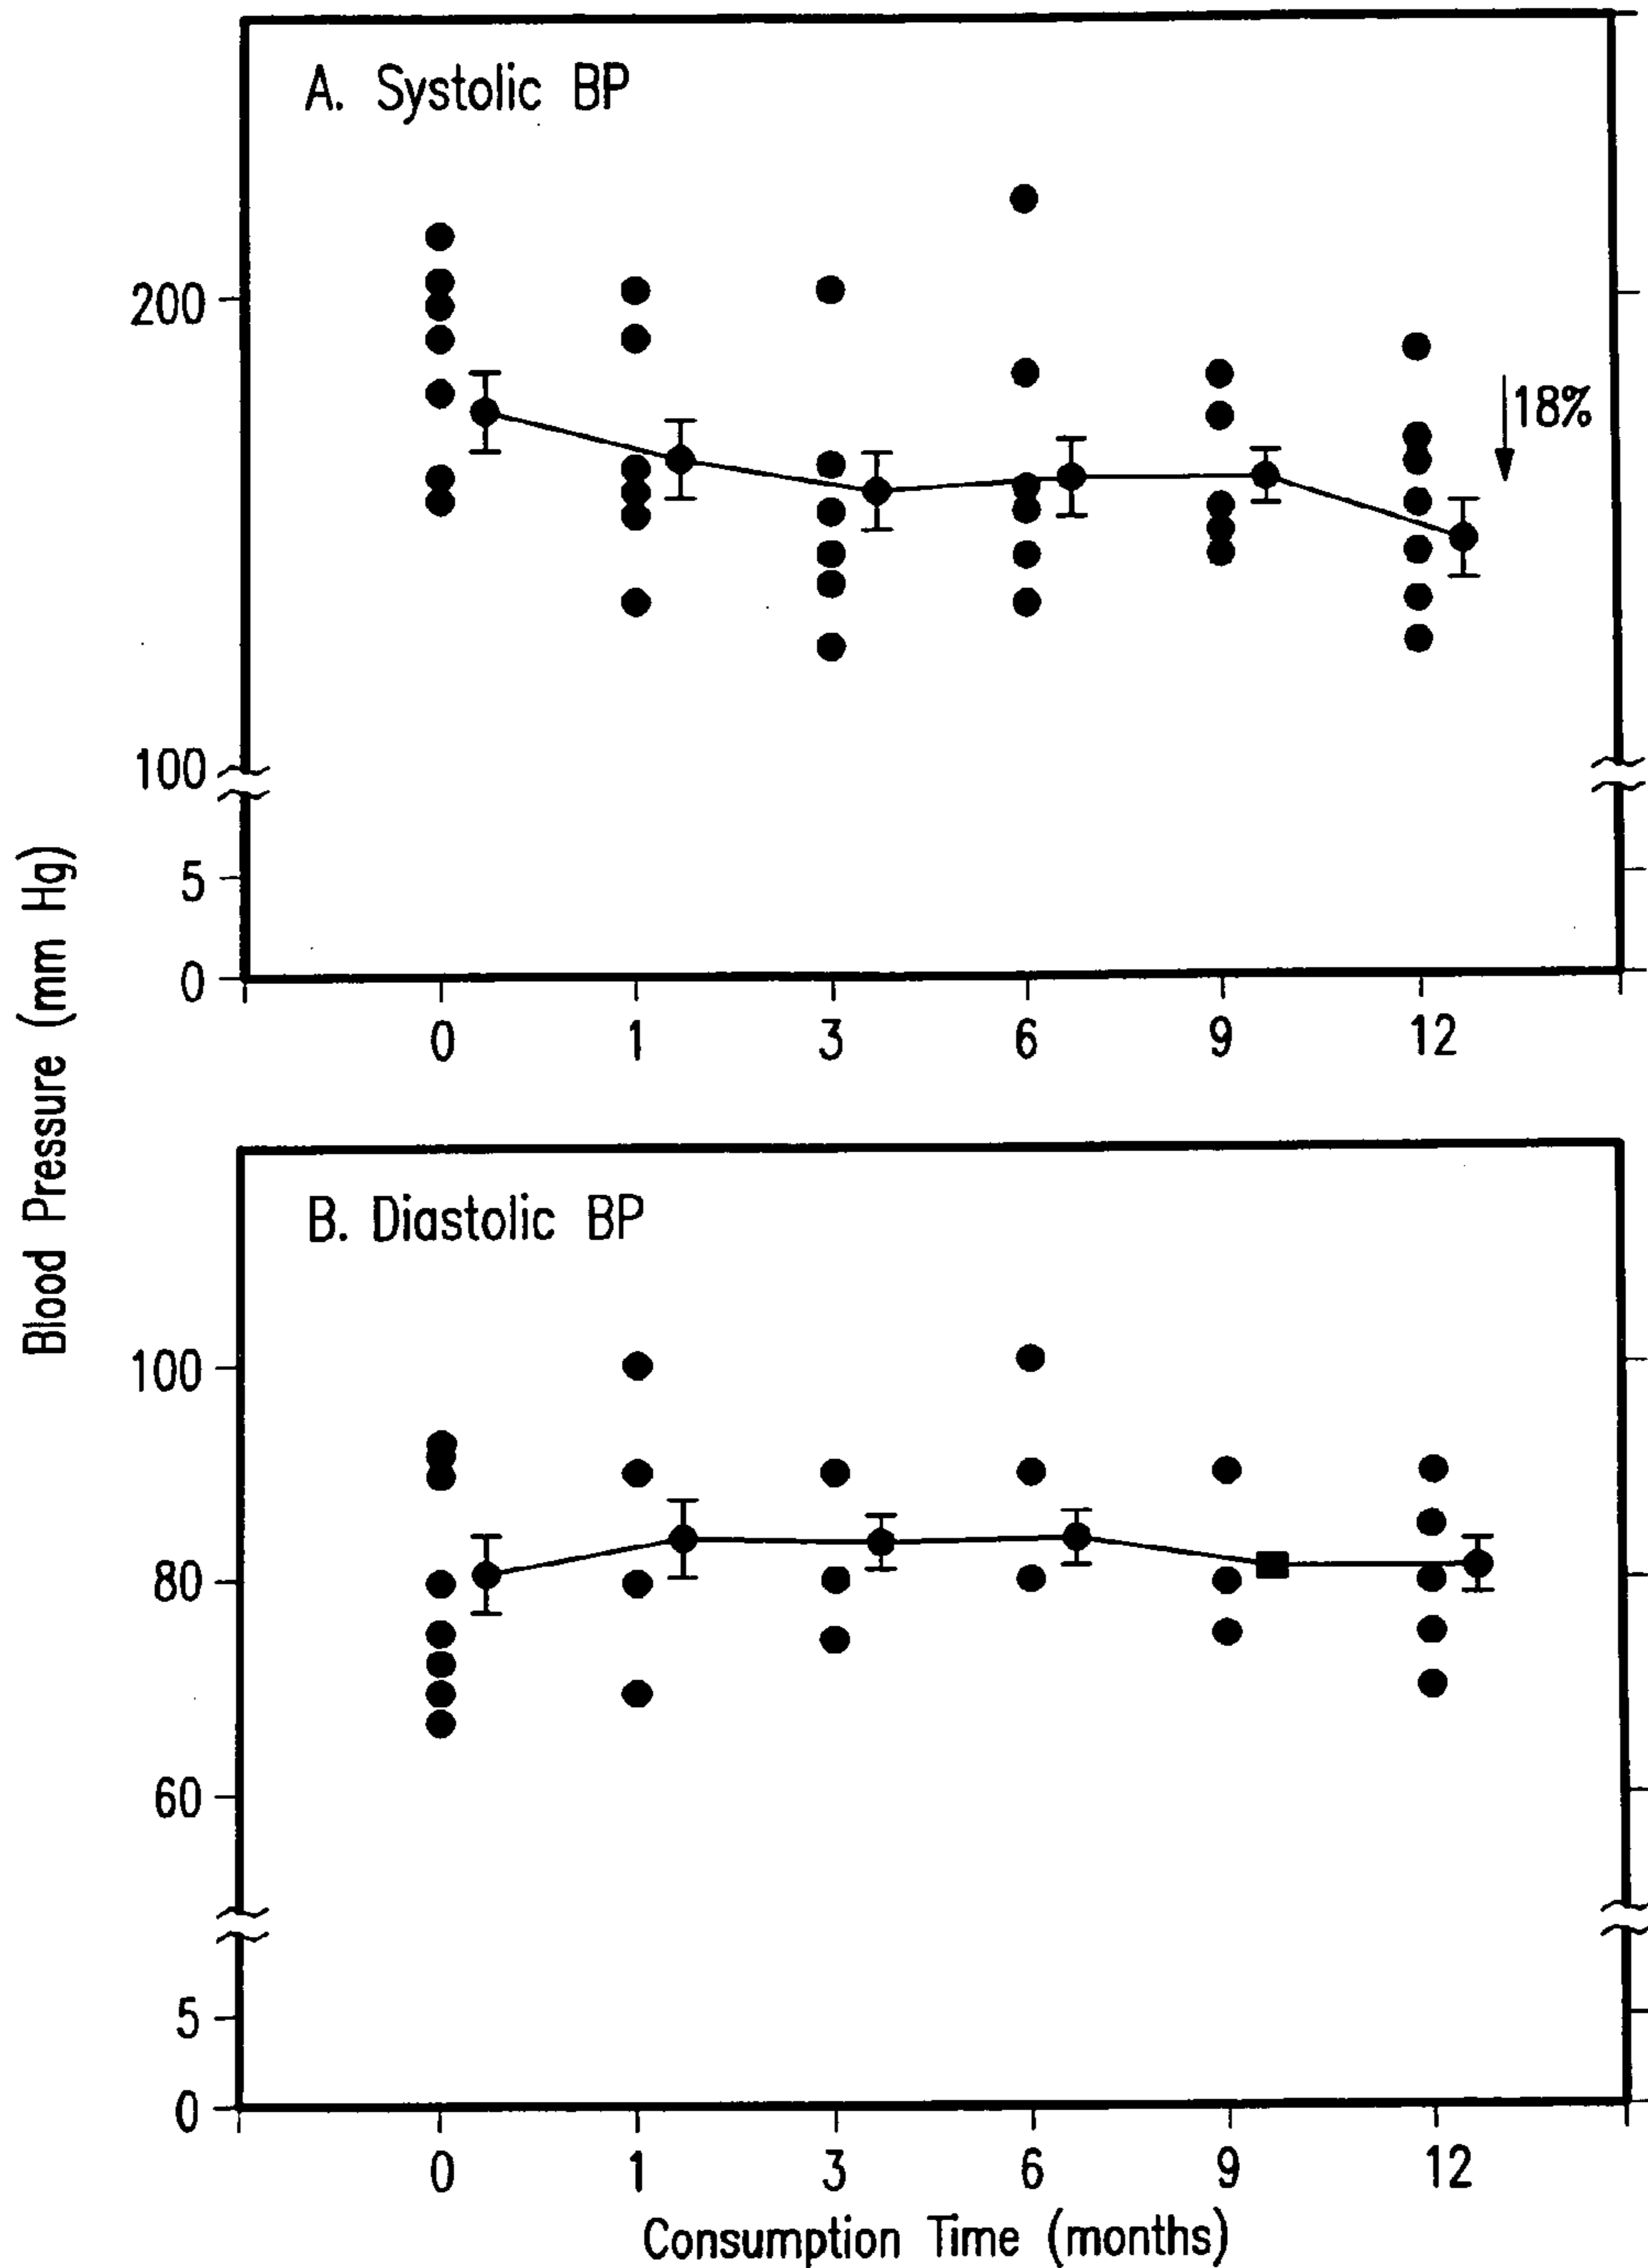 A. Systolic BP
200
18%
100
5
0
0 1 3 6 9 12
Blood Pressure (mm Hg)
B. Diastolic BP
100
80
60
5
0
0 1 3 6 9 12
Consumption Time (months)